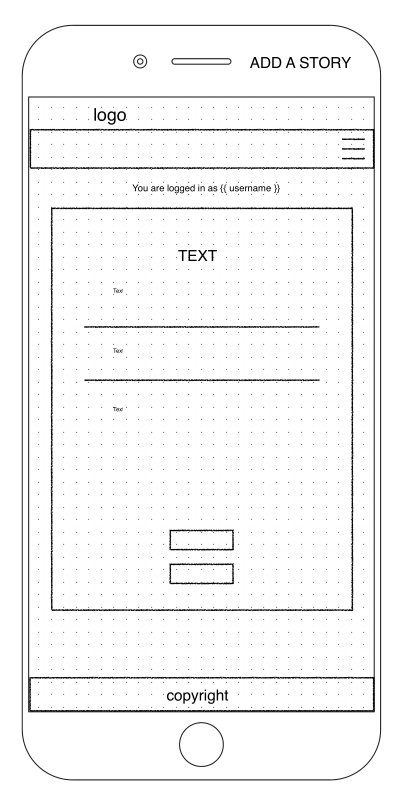 ADD A STORY
logo
You are logged in as {{ username }}
TEXT
Text
Text
Text
copyright